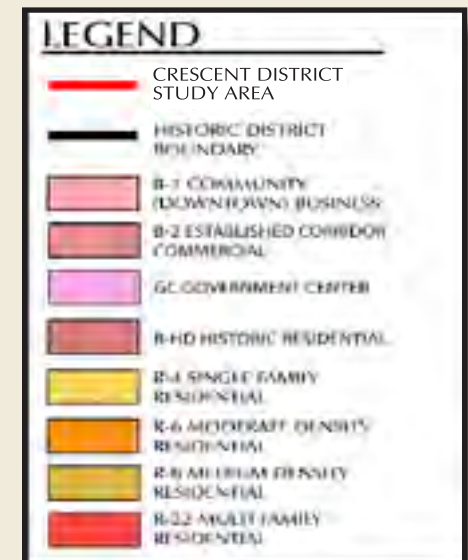 LEGEND
CRESCENT DISTRICT
STUDY AREA
HISTORIC DISTRICT
BOUNDARY
B-1 COMMUNITY
(DOWNTOWN) BUSINESS
B-2 ESTABLISHED CORRIDOR
COMMERCIAL
GC GOVERNMENT CENTER
R-HD HISTORIC RESIDENTIAL
R-4 SINGLE FAMILY
RESIDENTIAL
R-6 MODERATE DENSITY
RESIDENTIAL
R-8 MEDIUM DENSITY
RESIDENTIAL
R-22 MULTI FAMILY
RESIDENTIAL